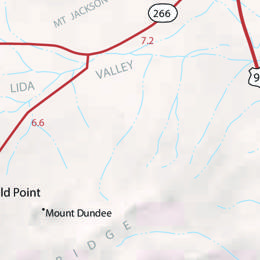 MT JACKSON
266
7.2
VALLEY
LIDA
9
6.6
ld Point
Mount Dundee
RIDGE